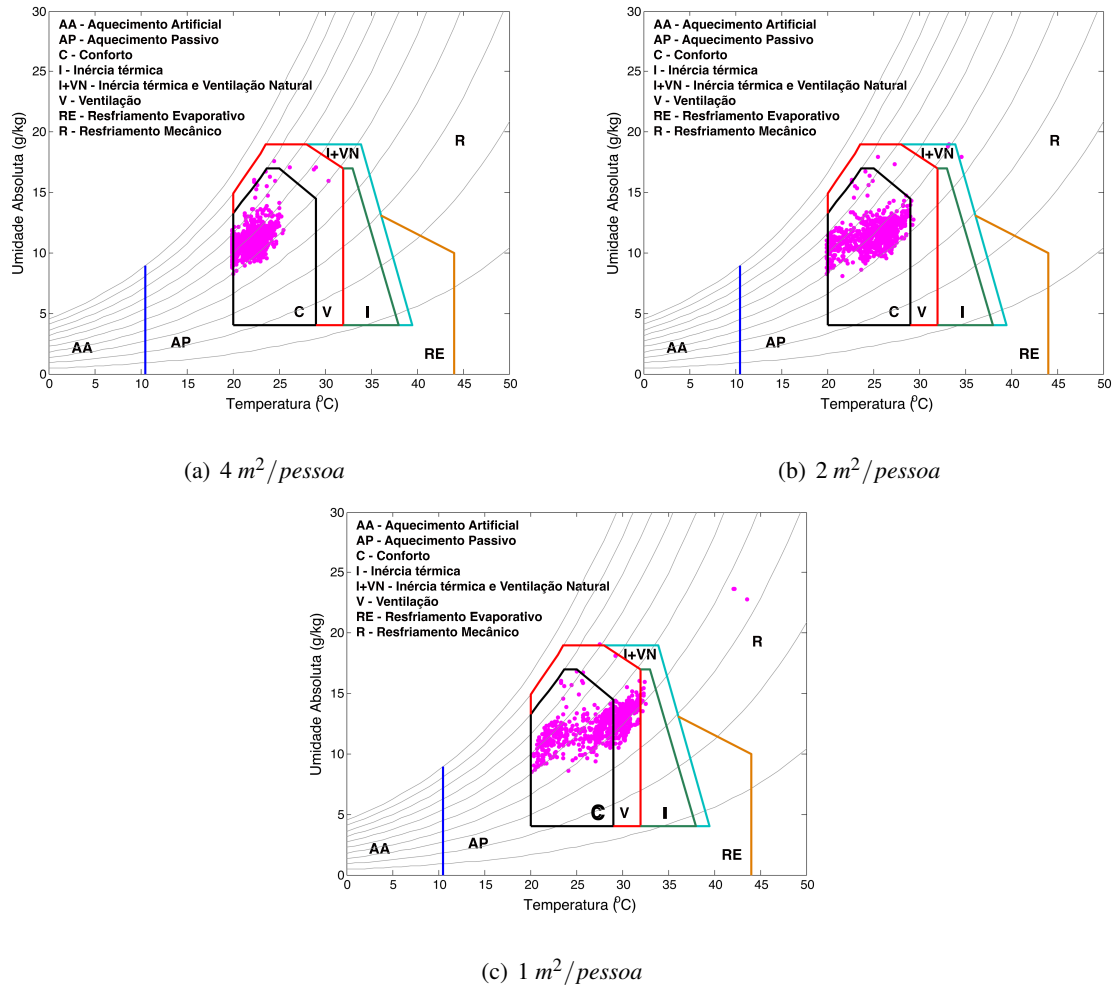 AA - Aquecimento Artificial
AP - Aquecimento Passivo
C - Conforto
I - Inércia térmica
I+VN - Inércia térmica e Ventilação Natural
V - Ventilação
RE - Resfriamento Evaporativo
R - Resfriamento Mecânico
Umidade Absoluta (g/kg)
30
25
20
15
10
5
0
R
I+VN
C
V
I
AA
AP
RE
0 5 10 15 20 25 30 35 40 45 50
Temperatura (ºC)
(a) 4 m²/pessoa
AA - Aquecimento Artificial
AP - Aquecimento Passivo
C - Conforto
I - Inércia térmica
I+VN - Inércia térmica e Ventilação Natural
V - Ventilação
RE - Resfriamento Evaporativo
R - Resfriamento Mecânico
Umidade Absoluta (g/kg)
30
25
20
15
10
5
0
R
I+VN
C
V
I
AA
AP
RE
0 5 10 15 20 25 30 35 40 45 50
Temperatura (ºC)
(b) 2 m²/pessoa
AA - Aquecimento Artificial
AP - Aquecimento Passivo
C - Conforto
I - Inércia térmica
I+VN - Inércia térmica e Ventilação Natural
V - Ventilação
RE - Resfriamento Evaporativo
R - Resfriamento Mecânico
Umidade Absoluta (g/kg)
30
25
20
15
10
5
0
R
I+VN
C
V
I
AA
AP
RE
0 5 10 15 20 25 30 35 40 45 50
Temperatura (ºC)
(c) 1 m²/pessoa